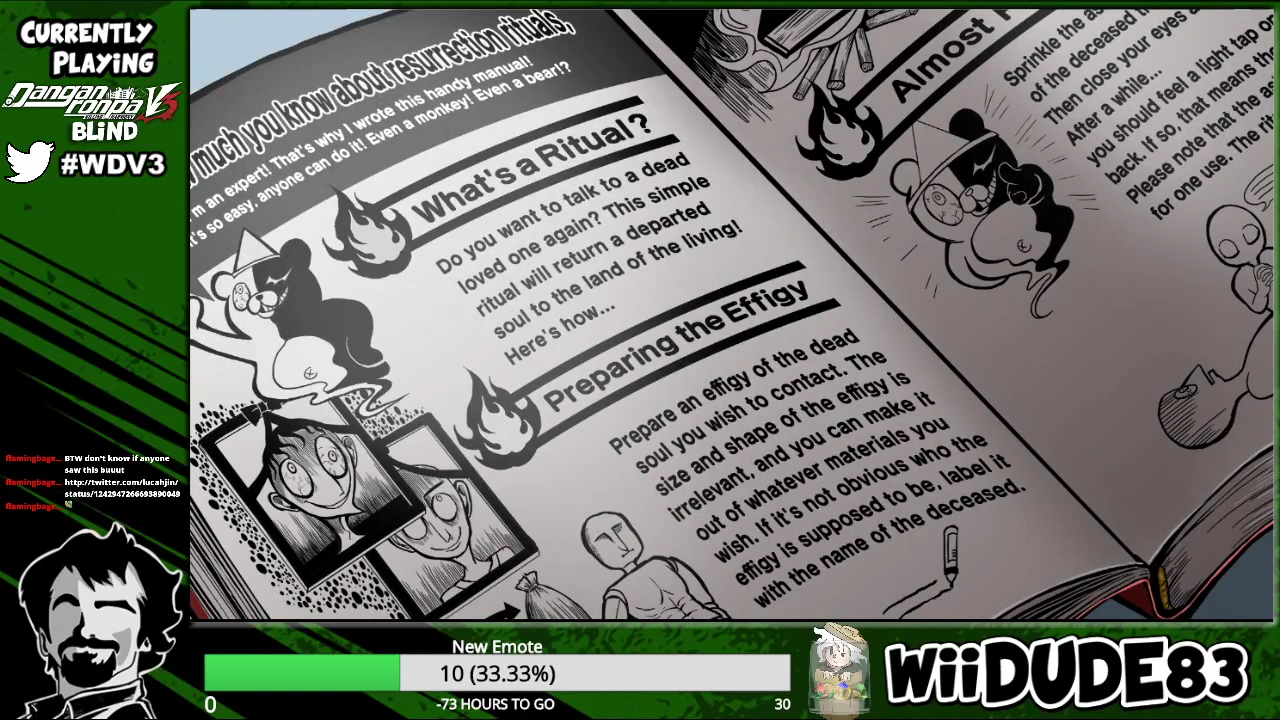 CURRENTLY
PLAYING
Danganronpa V3
BLIND
#WDV3
much you know about resurrection rituals,
I'm an expert! That's why I wrote this handy manual!
It's so easy, anyone can do it! Even a monkey! Even a bear!?
What's a Ritual?
Do you want to talk to a dead
loved one again? This simple
ritual will return a departed
soul to the land of the living!
Here's how...
Preparing the Effigy
Prepare an effigy of the dead
soul you wish to contact. The
size and shape of the effigy is
irrelevant, and you can make it
out of whatever materials you
wish. If it's not obvious who the
effigy is supposed to be, label it
with the name of the deceased.
Almost
Sprinkle the
of the deceased
Then close your eyes
After a while...
you should feel a light tap
back. If so, that means
Please note that the
for one use. The
flamingbage... BTW don't know if anyone
saw this buuut
flamingbage... http://twitter.com/lucahjin/
status/1242947266693890049
flamingbage...
New Emote
10 (33.33%)
0
-73 HOURS TO GO
30
WiiDUDE83